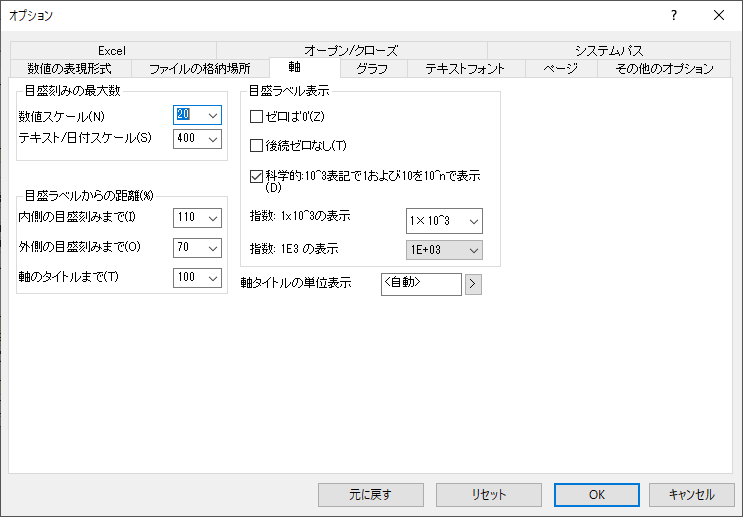 オプション
?
Excel
オープン/クローズ
システムパス
数値の表現形式
ファイルの格納場所
軸
グラフ
テキストフォント
ページ
その他のオプション
目盛刻みの最大数
数値スケール(N)
20
テキスト/日付スケール(S)
400
目盛ラベルからの距離(%)
内側の目盛刻みまで(I)
110
外側の目盛刻みまで(O)
70
軸のタイトルまで(T)
100
目盛ラベル表示
ゼロは'0'(Z)
後続ゼロなし(T)
科学的:10^3表記で1および10を10^nで表示
(D)
指数: 1x10^3の表示
1×10^3
指数: 1E3 の表示
1E+03
軸タイトルの単位表示
<自動>
>
元に戻す
リセット
OK
キャンセル